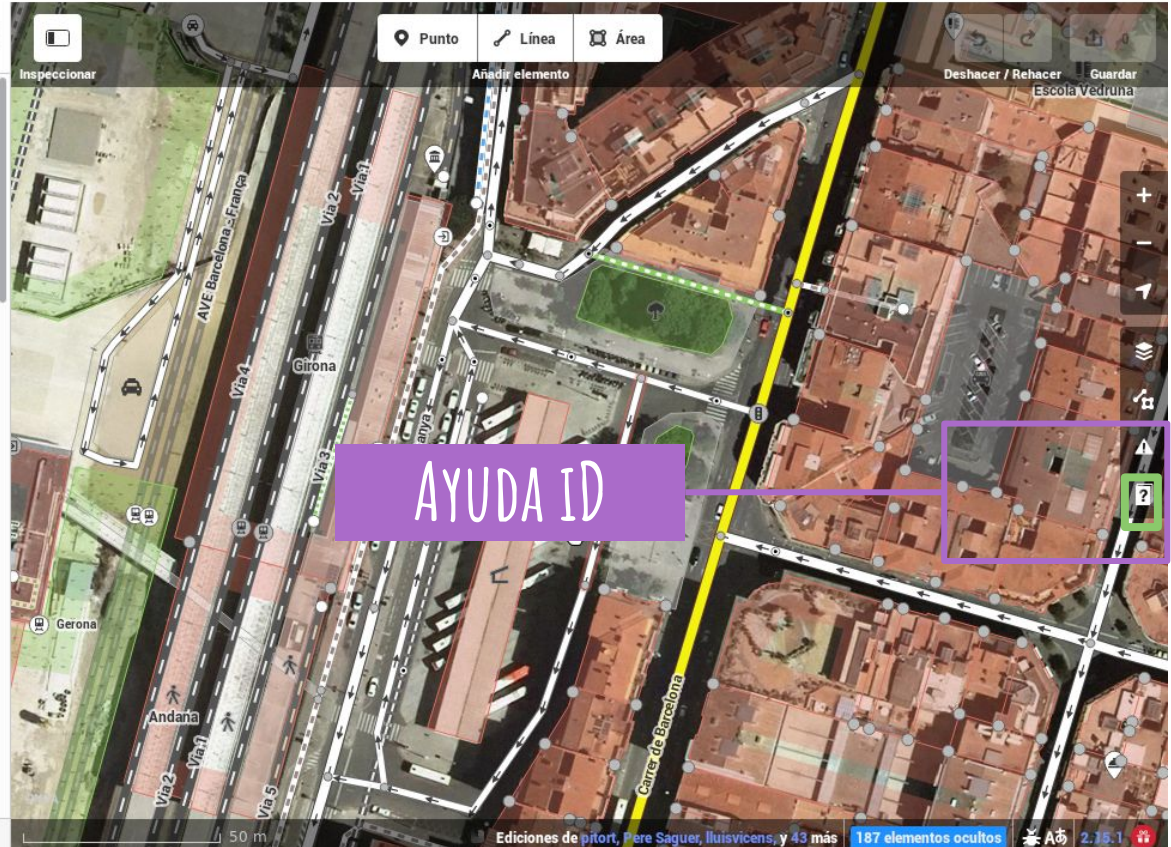 Punto
Línea
Área
Inspeccionar
Añadir elemento
Deshacer / Rehacer
Guardar
0
Escola Vedruna
Via 1
Via 2
AVE Barcelona - França
Girona
Via 4
anya
Via 3
AYUDA iD
?
Gerona
Andana
Via 1
Via 2
Via 5
Carrer de Barcelona
50 m
Ediciones de pitort, Pere Saguer, lluisvicens, y 43 más
187 elementos ocultos
2.15.1